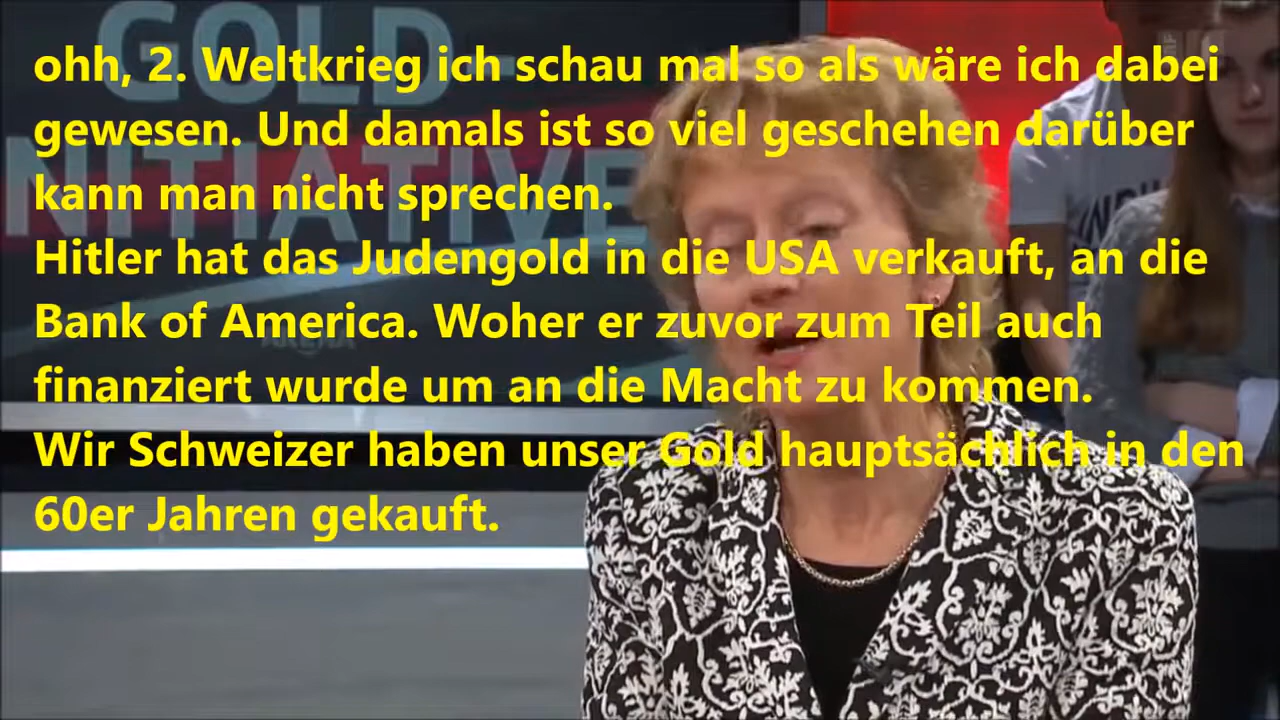 GOLD-
INITIATIVE
ARENA
ohh, 2. Weltkrieg ich schau mal so als wäre ich dabei
gewesen. Und damals ist so viel geschehen darüber
kann man nicht sprechen.
Hitler hat das Judengold in die USA verkauft, an die
Bank of America. Woher er zuvor zum Teil auch
finanziert wurde um an die Macht zu kommen.
Wir Schweizer haben unser Gold hauptsächlich in den
60er Jahren gekauft.